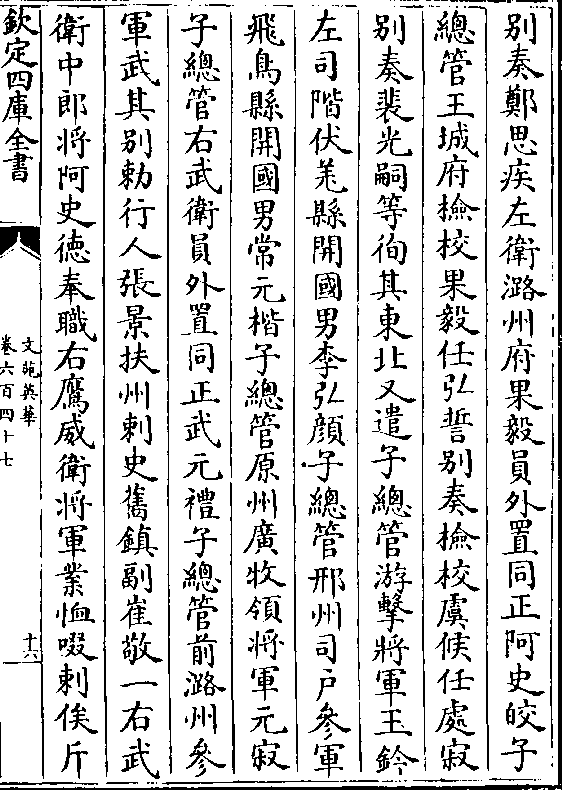 别奏鄭思疾左衛潞州府果毅員外置同正阿史皎子
總管王城府檢校果毅任弘誓别奏檢校虞候任處寂
别奏裴光嗣等徇其東北又遣子總管游擊將軍王鈐
左司階伏羌縣開國男李弘顔子總管邢州司户參軍
飛鳥縣開國男常元楷子總管原州廣牧領將軍元寂
子總管右武衛員外置同正武元禮子總管前潞州參
軍武其别勅行人張景扶州刺史舊鎮副崔敬一右武
衛中郎將阿史徳奉職右鷹威衛將軍業恤啜刺俟斤
欽定四庫全書
文苑英華
卷六百四十七
十六